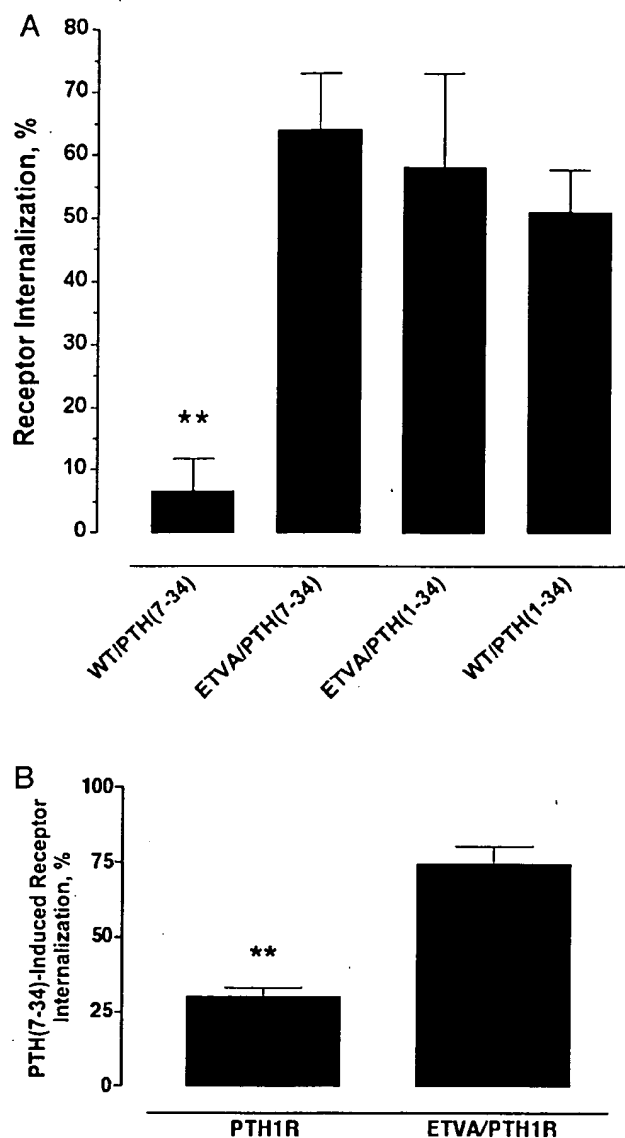 A
Receptor Internalization, %
80
70
60
50
40
30
20
10
0
**
WT/PTH(7-34)
ETVA/PTH(7-34)
ETVA/PTH(1-34)
WT/PTH(1-34)
B
PTH(7-34)-Induced Receptor
Internalization, %
100
75
50
25
0
**
PTH1R
ETVA/PTH1R